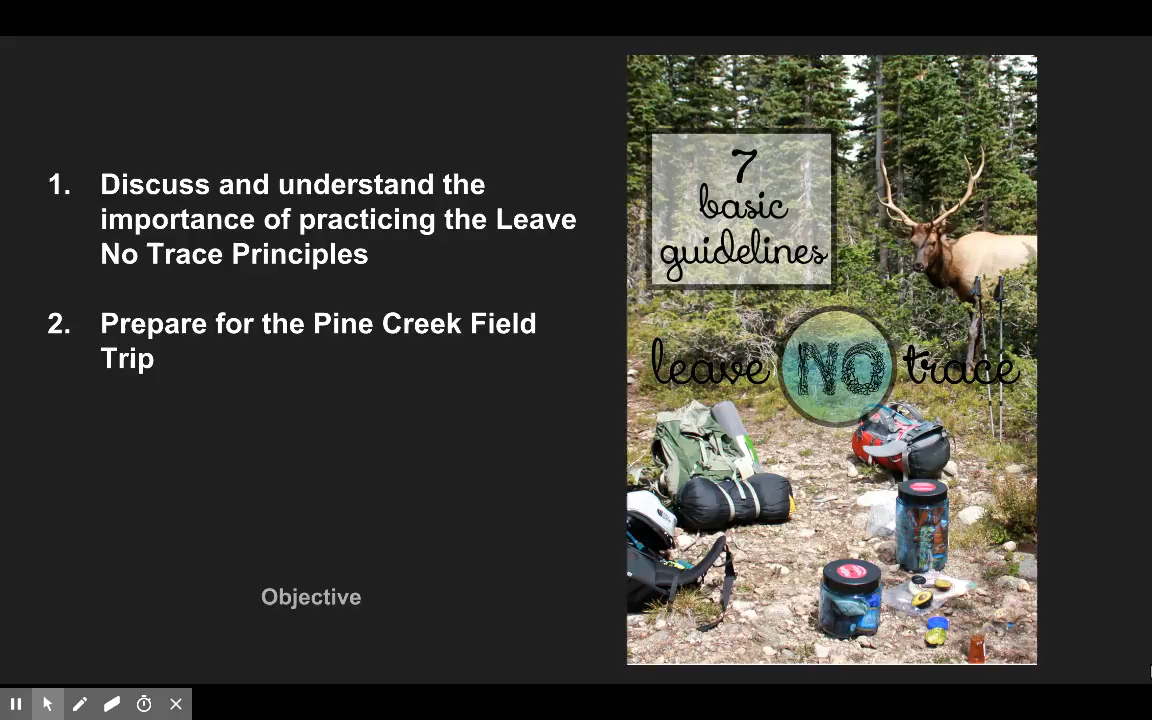 1. Discuss and understand the
importance of practicing the Leave
No Trace Principles
2. Prepare for the Pine Creek Field
Trip
Objective
7
basic
guidelines
leave NO trace